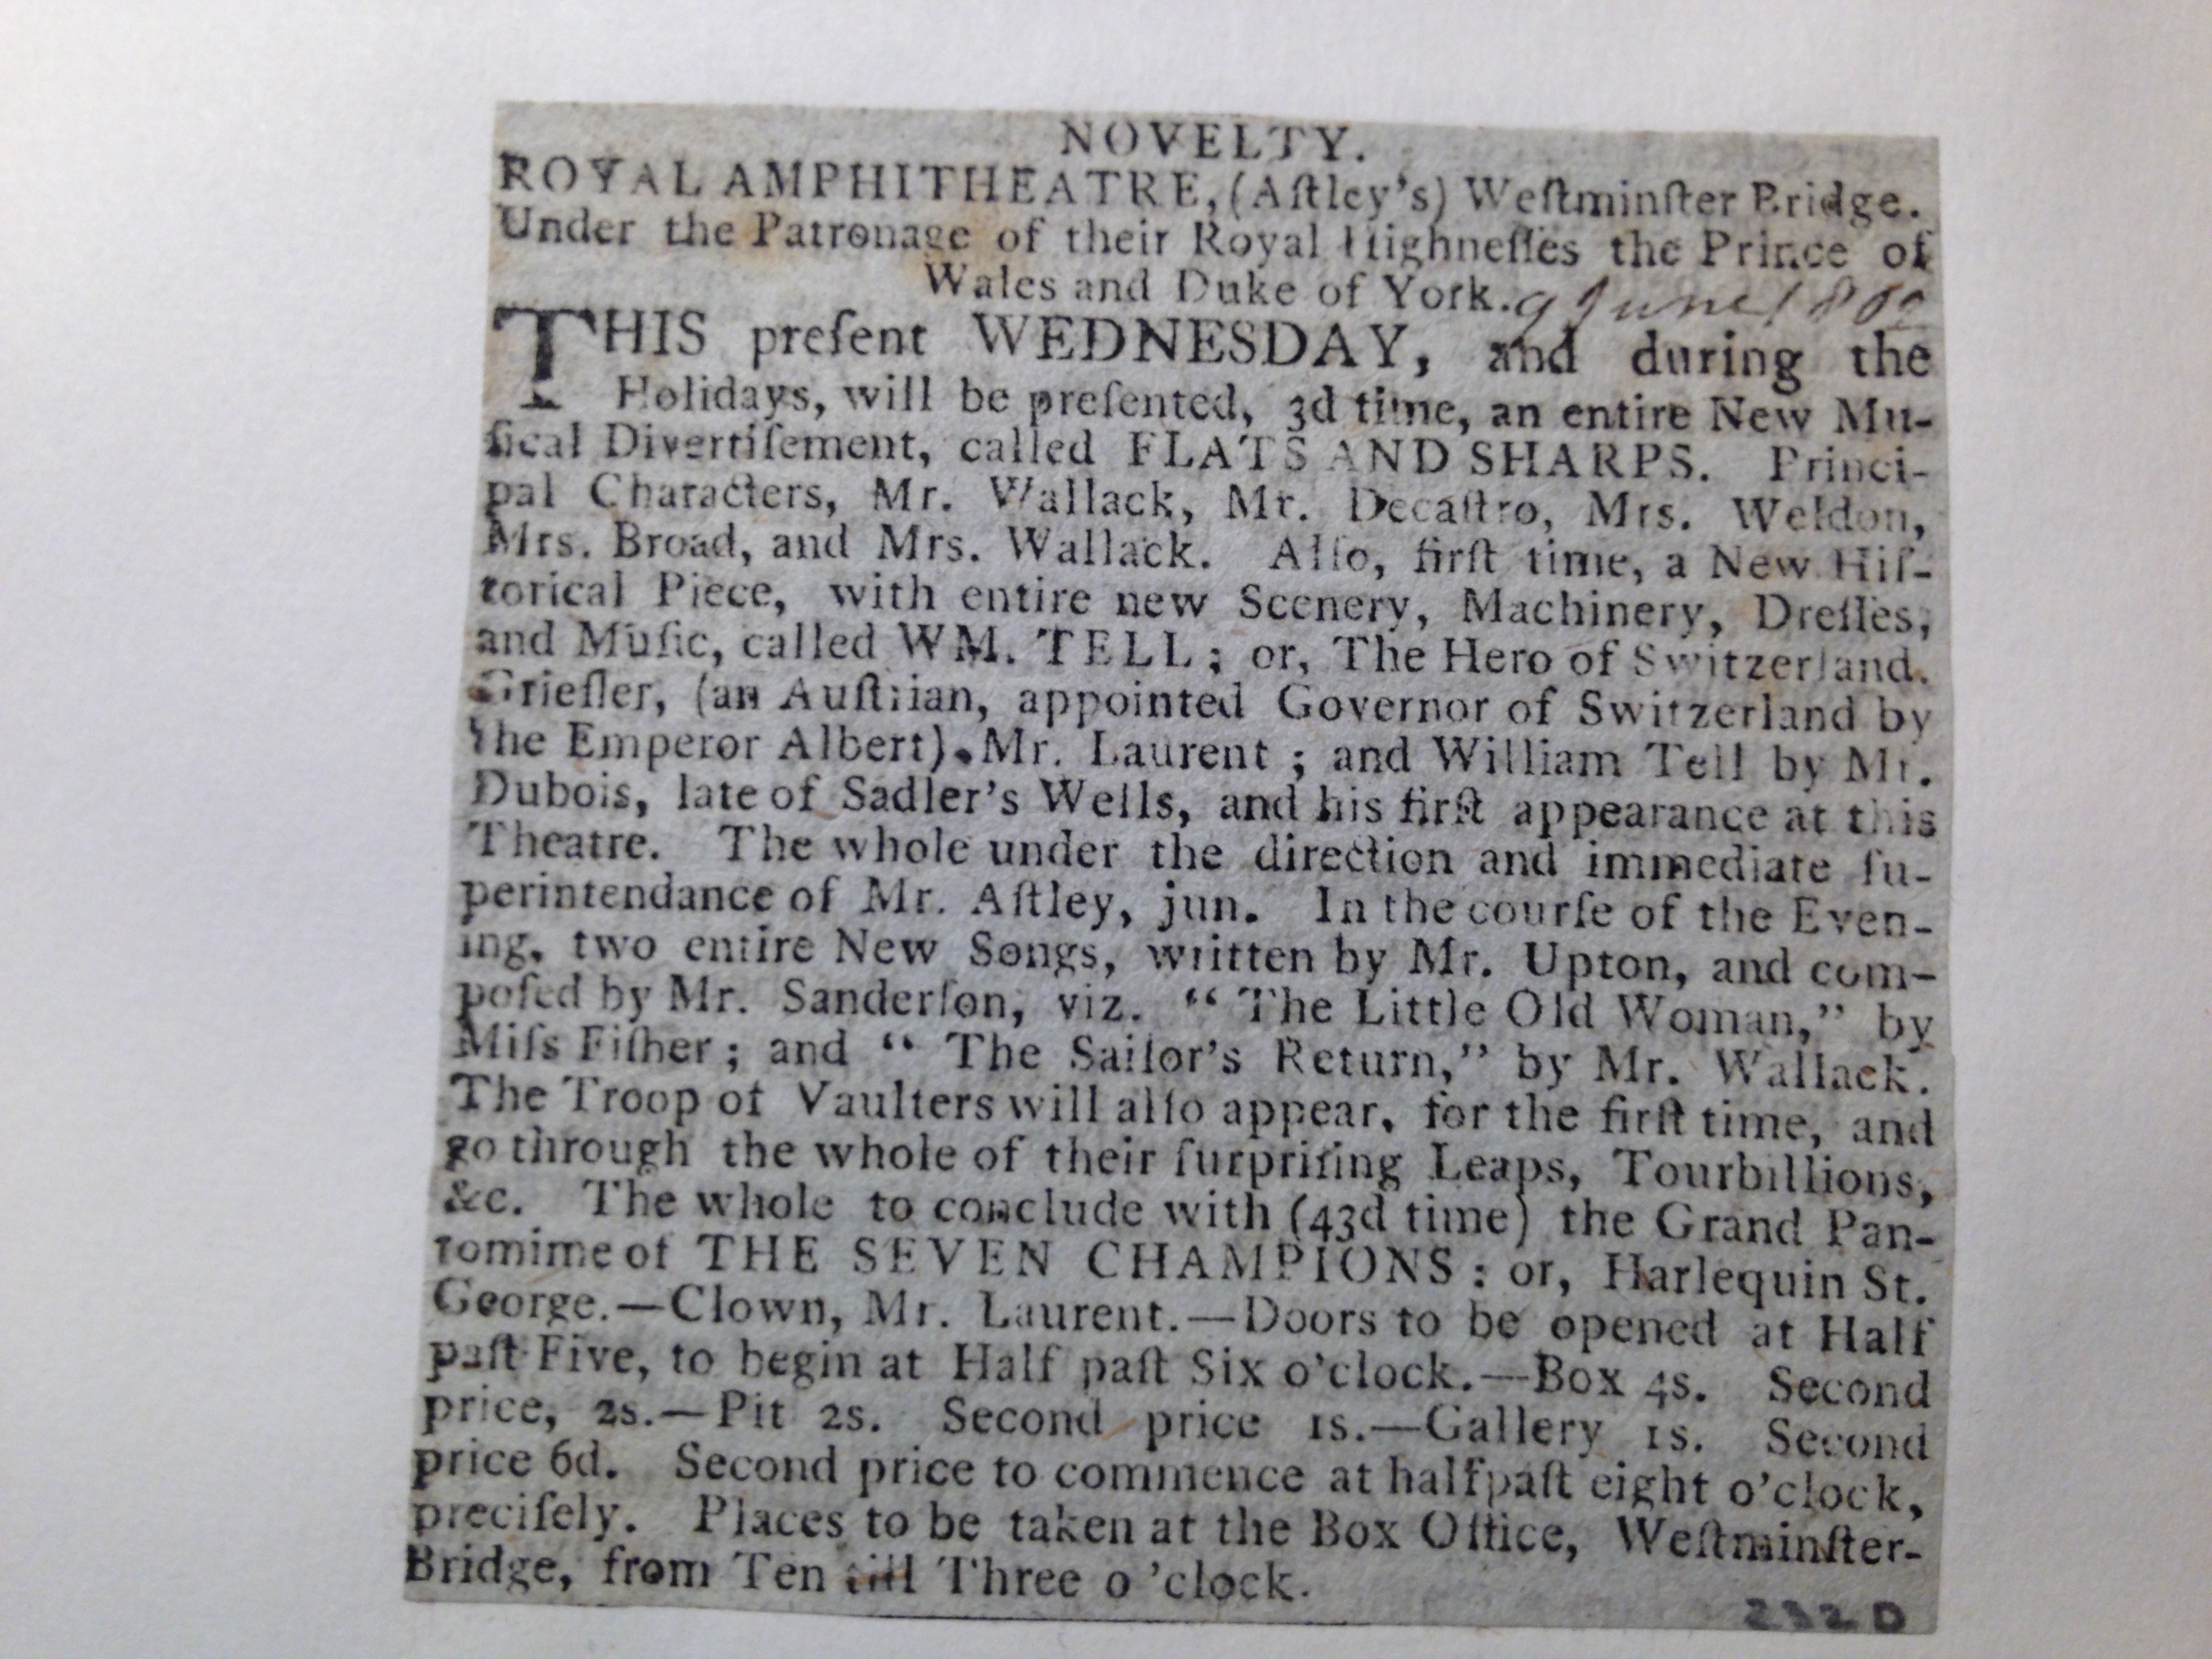 NOVELTY.
ROYAL AMPHITHEATRE, (Aſtley's) Weſtminſter Bridge.
Under the Patronage of their Royal Highneſſes the Prince of
Wales and Duke of York. 9 June
THIS preſent WEDNESDAY, and during the
Holidays, will be preſented, 3d time, an entire New Mu-
ſical Divertiſement, called FLATS AND SHARPS. Princi-
pal Characters, Mr. Wallack, Mr. Decaſtro, Mrs. Weldon,
Mrs. Broad, and Mrs. Wallack. Alſo, firſt time, a New Hiſ-
torical Piece, with entire new Scenery, Machinery, Dreſſes,
and Muſic, called WM. TELL; or, The Hero of Switzerland.
Grieſler, (an Auſtrian, appointed Governor of Switzerland by
the Emperor Albert). Mr. Laurent; and William Tell by Mr.
Dubois, late of Sadler's Wells, and his firſt appearance at this
Theatre. The whole under the direction and immediate ſu-
perintendance of Mr. Aſtley, jun. In the courſe of the Even-
ing, two entire New Songs, written by Mr. Upton, and com-
poſed by Mr. Sanderſon, viz. "The Little Old Woman," by
Miſs Fiſher; and "The Sailor's Return," by Mr. Wallack.
The Troop of Vaulters will alſo appear, for the firſt time, and
go through the whole of their ſurpriſing Leaps, Tourbillions,
&c. The whole to conclude with (43d time) the Grand Pan-
tomime of THE SEVEN CHAMPIONS: or, Harlequin St.
George.—Clown, Mr. Laurent.—Doors to be opened at Half
paſt Five, to begin at Half paſt Six o'clock.—Box 4s. Second
price, 2s.—Pit 2s. Second price 1s.—Gallery 1s. Second
price 6d. Second price to commence at half paſt eight o'clock,
preciſely. Places to be taken at the Box Office, Weſtminſter-
Bridge, from Ten till Three o'clock.
232 D